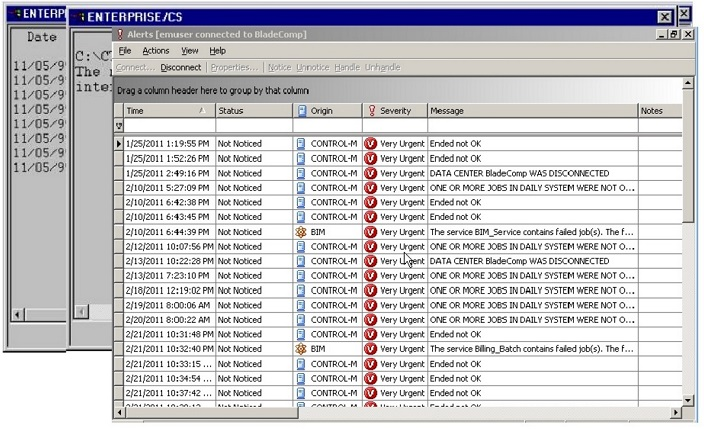 ENTERP
ENTERPRISE/CS
Date
11/05/9
11/05/9
11/05/9
11/05/9
11/05/9
11/05/9
11/05/9
11/05/9
C:\C
The
inte
Alerts [emuser connected to BladeComp]
File Actions View Help
Connect... Disconnect Properties... Notice Unnotice Handle Unhandle
Drag a column header here to group by that column
Time Status Origin Severity Message Notes
1/25/2011 1:19:55 PM Not Noticed CONTROL-M Very Urgent Ended not OK
1/25/2011 1:52:26 PM Not Noticed CONTROL-M Very Urgent Ended not OK
1/25/2011 2:49:16 PM Not Noticed CONTROL-M Very Urgent DATA CENTER BladeComp WAS DISCONNECTED
2/10/2011 5:27:09 PM Not Noticed CONTROL-M Very Urgent ONE OR MORE JOBS IN DAILY SYSTEM WERE NOT O...
2/10/2011 6:42:38 PM Not Noticed CONTROL-M Very Urgent Ended not OK
2/10/2011 6:43:45 PM Not Noticed CONTROL-M Very Urgent Ended not OK
2/10/2011 6:44:39 PM Not Noticed BIM Very Urgent The service BIM_Service contains failed job(s). The f...
2/12/2011 10:07:56 PM Not Noticed CONTROL-M Very Urgent ONE OR MORE JOBS IN DAILY SYSTEM WERE NOT O...
2/13/2011 10:22:28 PM Not Noticed CONTROL-M Very Urgent DATA CENTER BladeComp WAS DISCONNECTED
2/13/2011 7:23:10 PM Not Noticed CONTROL-M Very Urgent ONE OR MORE JOBS IN DAILY SYSTEM WERE NOT O...
2/18/2011 12:19:02 PM Not Noticed CONTROL-M Very Urgent ONE OR MORE JOBS IN DAILY SYSTEM WERE NOT O...
2/19/2011 8:00:06 AM Not Noticed CONTROL-M Very Urgent ONE OR MORE JOBS IN DAILY SYSTEM WERE NOT O...
2/20/2011 8:00:22 AM Not Noticed CONTROL-M Very Urgent ONE OR MORE JOBS IN DAILY SYSTEM WERE NOT O...
2/21/2011 10:31:48 PM Not Noticed CONTROL-M Very Urgent Ended not OK
2/21/2011 10:32:40 PM Not Noticed BIM Very Urgent The service Billing_Batch contains failed job(s). The f...
2/21/2011 10:33:15 ... Not Noticed CONTROL-M Very Urgent Ended not OK
2/21/2011 10:34:54 ... Not Noticed CONTROL-M Very Urgent Ended not OK
2/21/2011 10:37:42 ... Not Noticed CONTROL-M Very Urgent Ended not OK